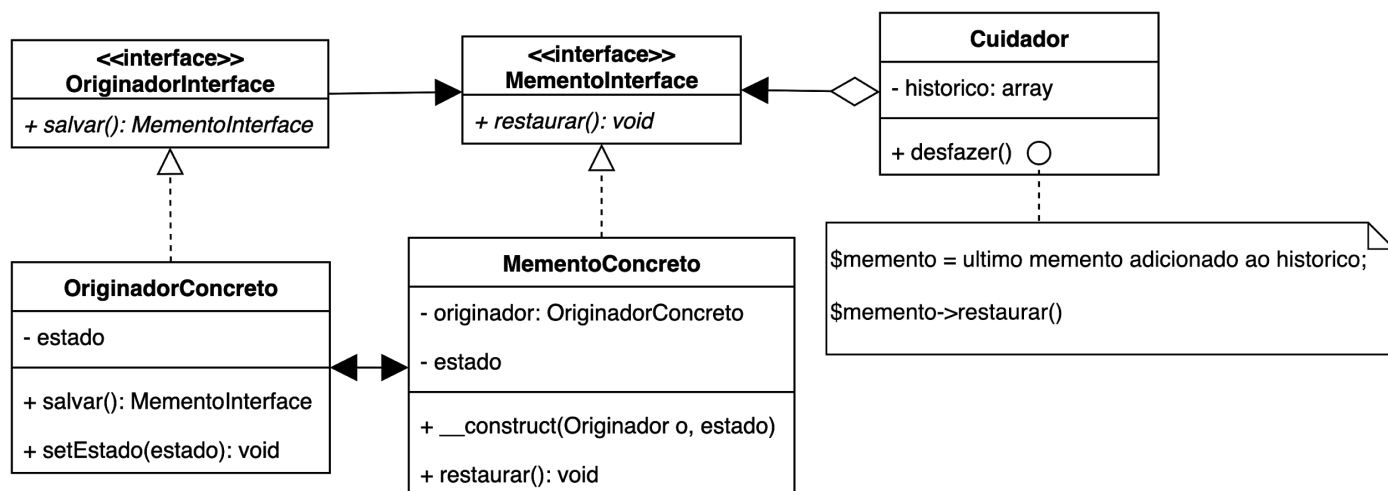 <<interface>>
OriginadorInterface
+ salvar(): MementoInterface
<<interface>>
MementoInterface
+ restaurar(): void
Cuidador
- historico: array
+ desfazer()
$memento = ultimo memento adicionado ao historico;
$memento->restaurar()
OriginadorConcreto
- estado
+ salvar(): MementoInterface
+ setEstado(estado): void
MementoConcreto
- originador: OriginadorConcreto
- estado
+ __construct(Originador o, estado)
+ restaurar(): void